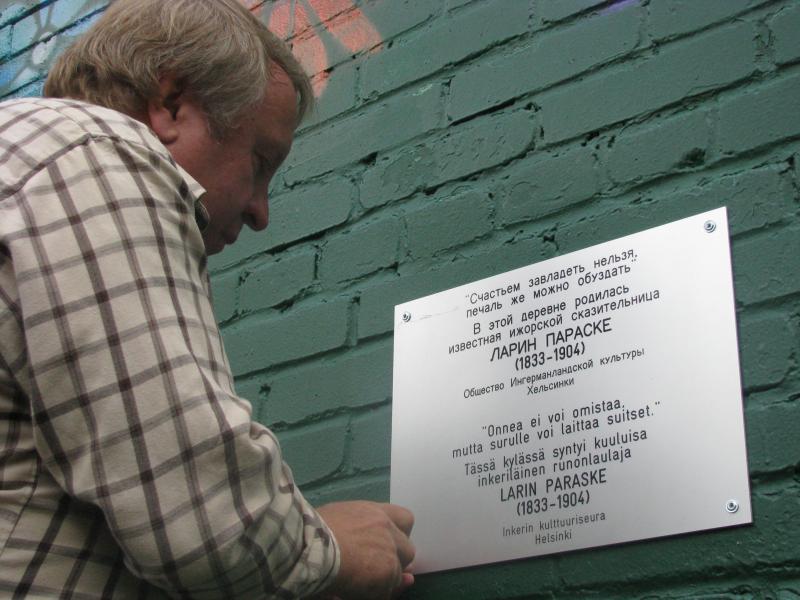 "Счастьем завладеть нельзя,
печаль же можно обуздать"
В этой деревне родилась
известная ижорской сказительница
ЛАРИН ПАРАСКЕ
(1833-1904)
Общество Ингерманландской культуры
Хельсинки
"Onnea ei voi omistaa,
mutta surulle voi laittaa suitset."
Tässä kylässä syntyi kuuluisa
inkeriläinen runonlaulaja
LARIN PARASKE
(1833-1904)
Inkerin kulttuuriseura
Helsinki